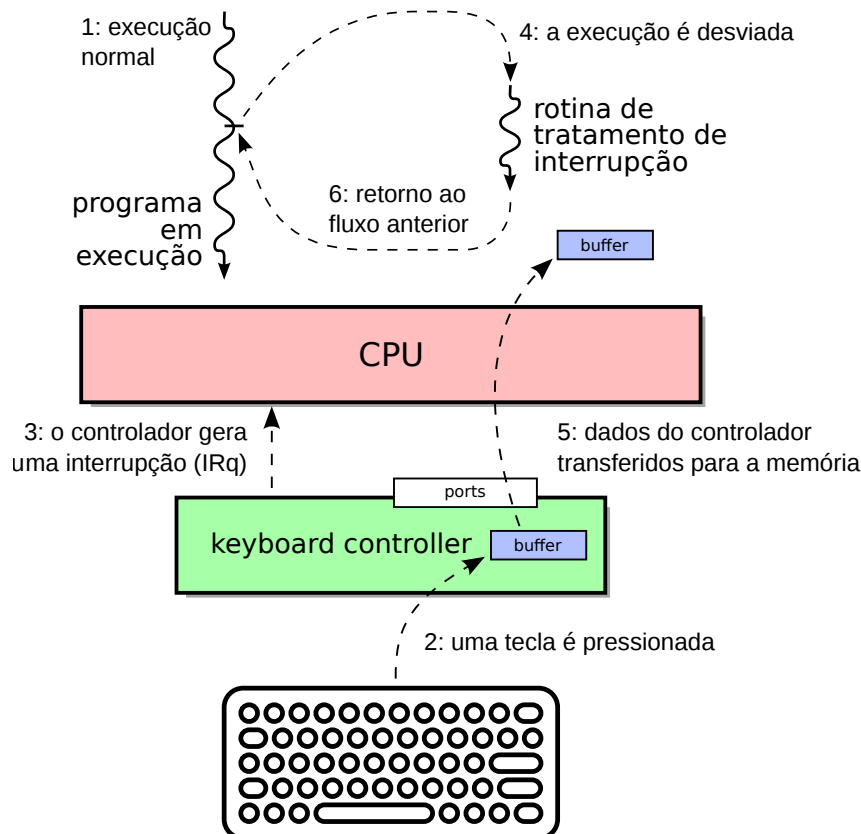 1: execução
normal
4: a execução é desviada
rotina de
tratamento de
interrupção
programa
em
execução
6: retorno ao
fluxo anterior
buffer
CPU
3: o controlador gera
uma interrupção (IRq)
5: dados do controlador
transferidos para a memória
ports
keyboard controller
buffer
2: uma tecla é pressionada